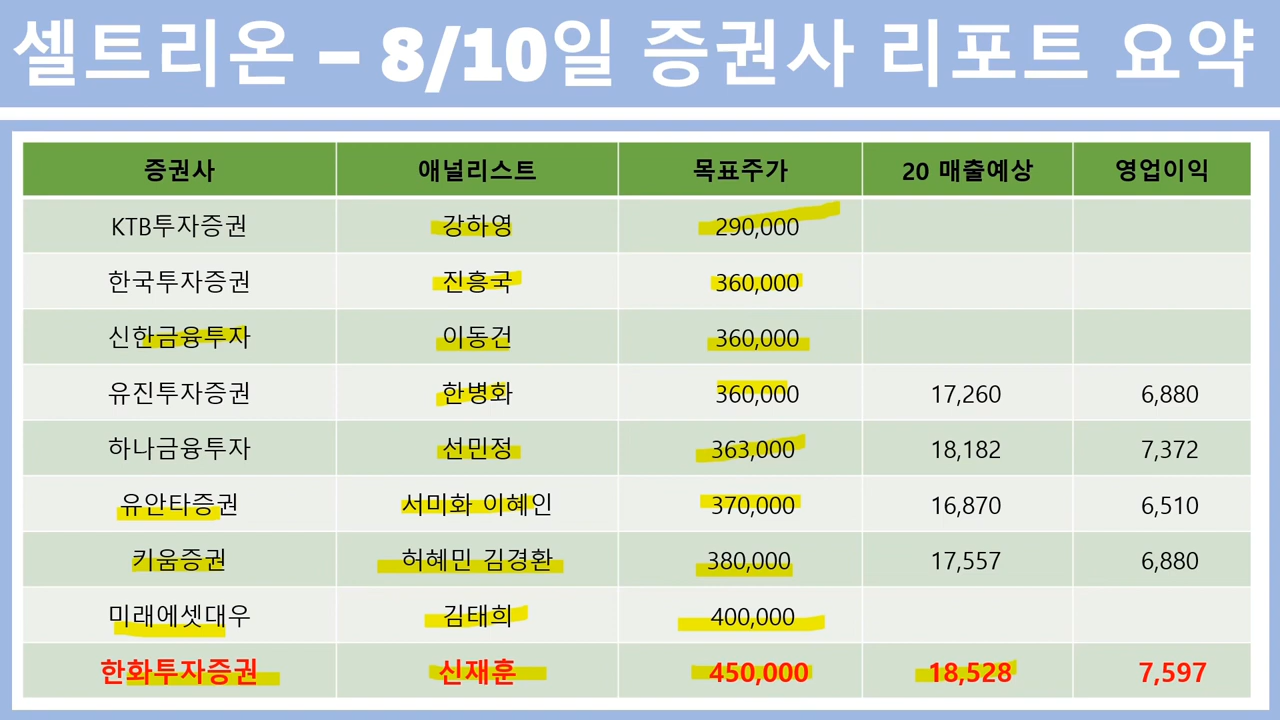 셀트리온 – 8/10일 증권사 리포트 요약
증권사 애널리스트 목표주가 20 매출예상 영업이익
KTB투자증권 강하영 290,000
한국투자증권 진흥국 360,000
신한금융투자 이동건 360,000
유진투자증권 한병화 360,000 17,260 6,880
하나금융투자 선민정 363,000 18,182 7,372
유안타증권 서미화 이혜인 370,000 16,870 6,510
키움증권 허혜민 김경환 380,000 17,557 6,880
미래에셋대우 김태희 400,000
한화투자증권 신재훈 450,000 18,528 7,597